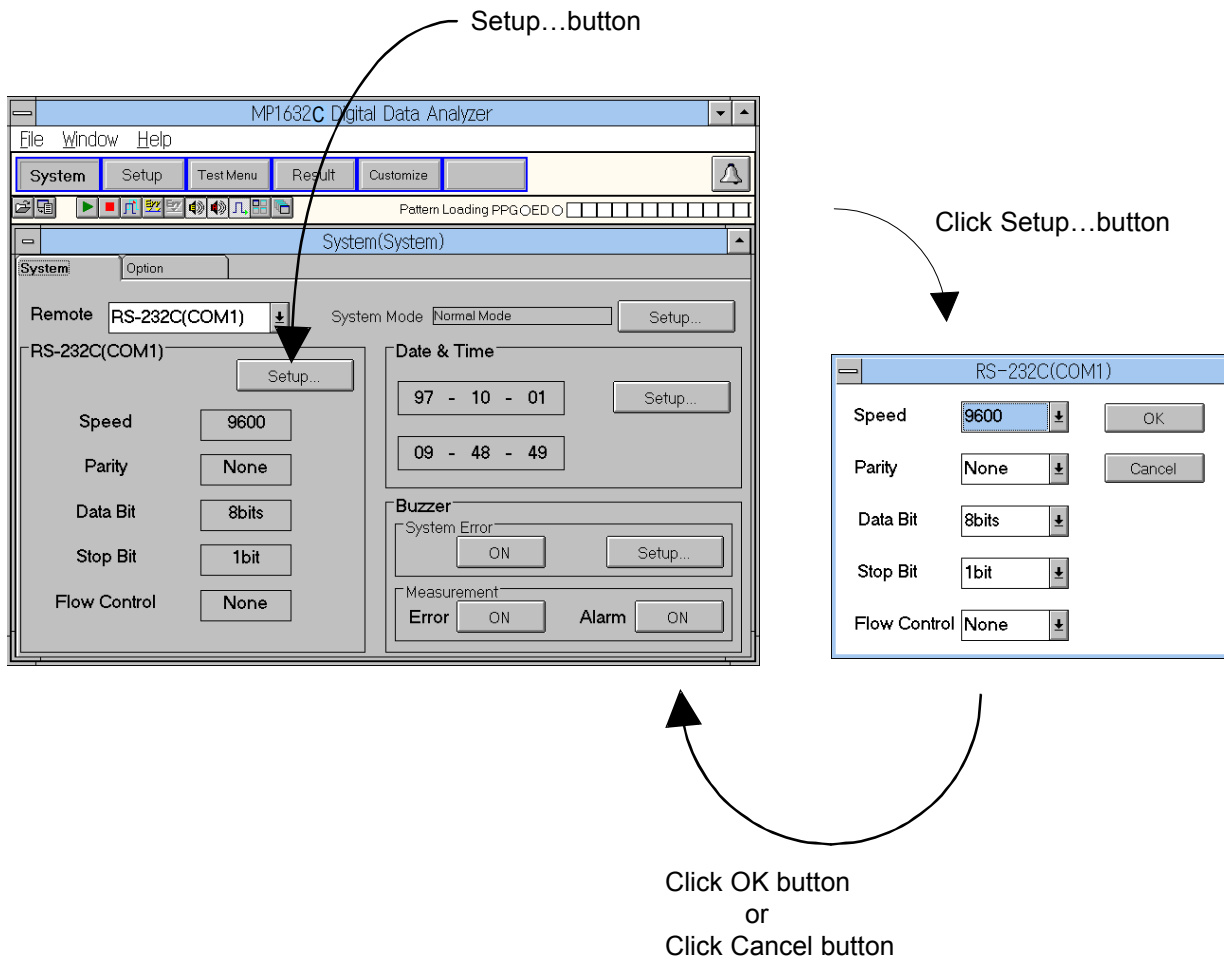 Setup…button
MP1632C Digital Data Analyzer
File Window Help
System Setup Test Menu Result Customize
Pattern Loading PPG ED
System(System)
System Option
Remote RS-232C(COM1) System Mode Normal Mode Setup...
RS-232C(COM1)
Setup...
Speed 9600
Parity None
Data Bit 8bits
Stop Bit 1bit
Flow Control None
Date & Time
97 - 10 - 01 Setup...
09 - 48 - 49
Buzzer
System Error
ON Setup...
Measurement
Error ON Alarm ON
Click Setup…button
RS-232C(COM1)
Speed 9600 OK
Parity None Cancel
Data Bit 8bits
Stop Bit 1bit
Flow Control None
Click OK button
or
Click Cancel button